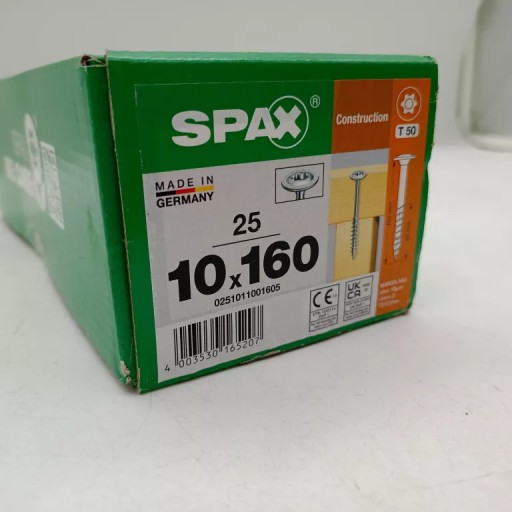 SPAX®
Construction
T 50
MADE IN
GERMANY
25
10x160
0251011001605
CE
UK
CA
4 003530 165207